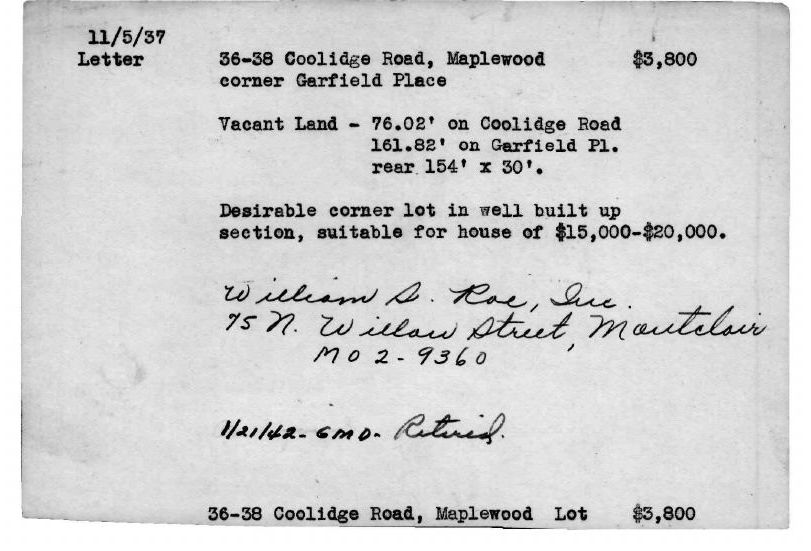 11/5/37
Letter 36-38 Coolidge Road, Maplewood $3,800
corner Garfield Place
Vacant Land - 76.02' on Coolidge Road
161.82' on Garfield Pl.
rear 154' x 30'.
Desirable corner lot in well built up
section, suitable for house of $15,000-$20,000.
William S. Roe, Inc.
75 N. Willow Street, Montclair
MO 2-9360
1/21/42- GMD- Retired.
36-38 Coolidge Road, Maplewood Lot $3,800